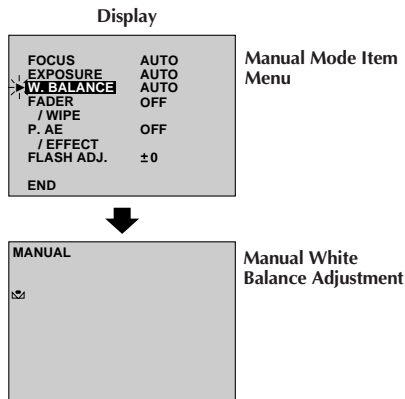 Display
FOCUS AUTO
EXPOSURE AUTO
W. BALANCE AUTO
FADER OFF
/ WIPE
P. AE OFF
/ EFFECT
FLASH ADJ. ±0
END
Manual Mode Item
Menu
MANUAL
Manual White
Balance Adjustment